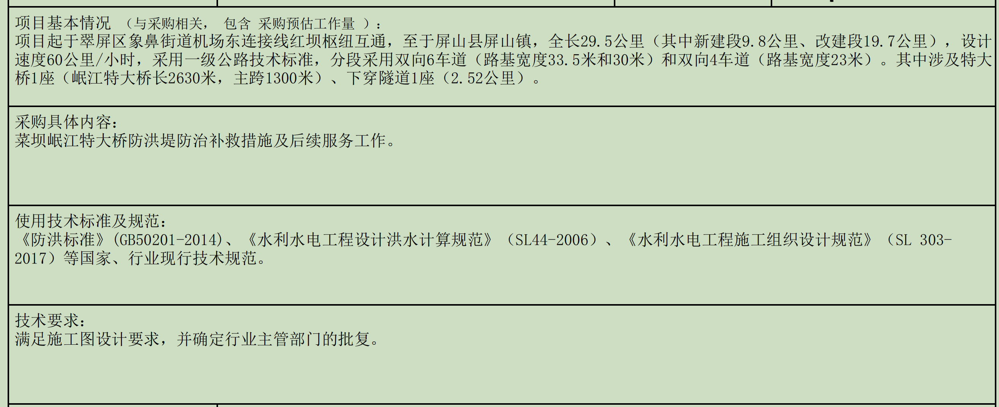 项目基本情况 （与采购相关， 包含 采购预估工作量 ）：
项目起于翠屏区象鼻街道机场东连接线红坝枢纽互通，至于屏山县屏山镇，全长29.5公里（其中新建段9.8公里、改建段19.7公里），设计
速度60公里/小时，采用一级公路技术标准，分段采用双向6车道（路基宽度33.5米和30米）和双向4车道（路基宽度23米）。其中涉及特大
桥1座（岷江特大桥长2630米，主跨1300米）、下穿隧道1座（2.52公里）。
采购具体内容：
菜坝岷江特大桥防洪堤防治补救措施及后续服务工作。
使用技术标准及规范：
《防洪标准》(GB50201-2014)、《水利水电工程设计洪水计算规范》（SL44-2006）、《水利水电工程施工组织设计规范》（SL 303-
2017）等国家、行业现行技术规范。
技术要求：
满足施工图设计要求，并确定行业主管部门的批复。